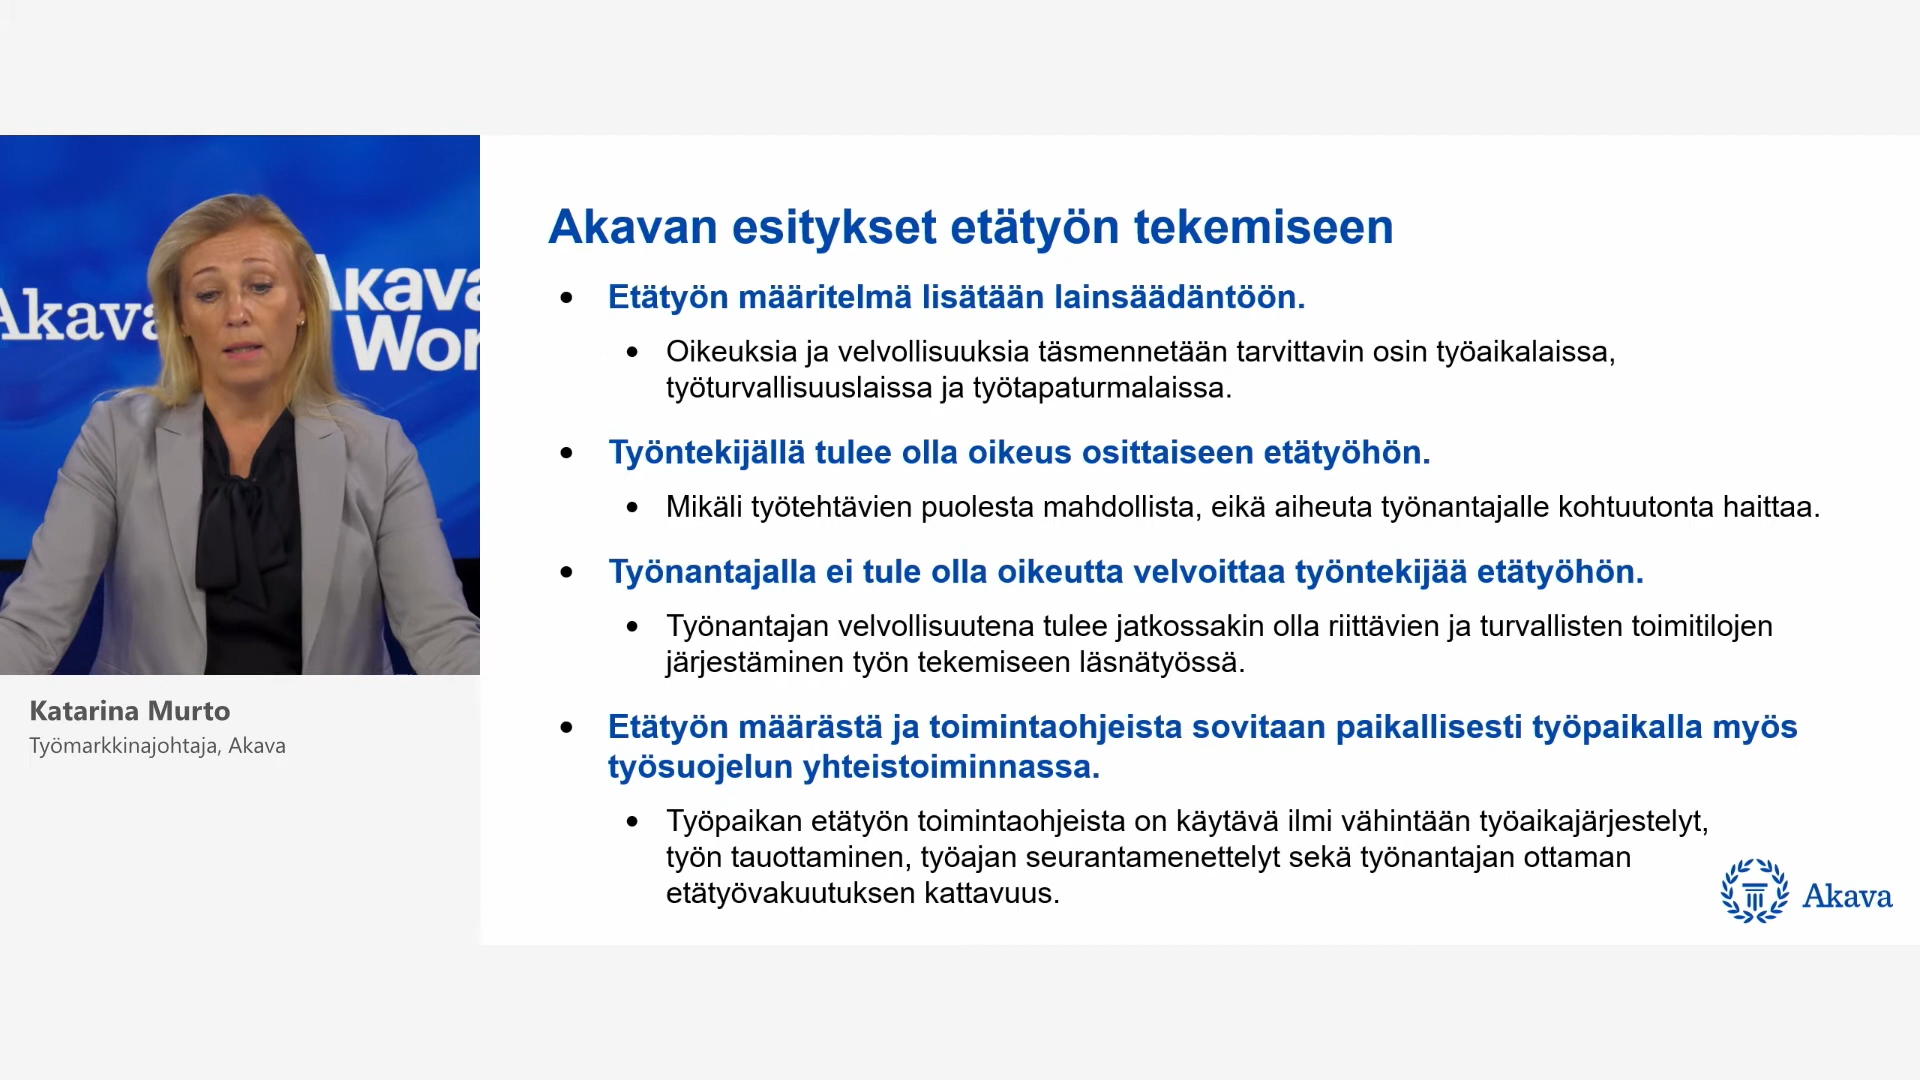 Akavan esitykset etätyön tekemiseen
Etätyön määritelmä lisätään lainsäädäntöön.
Oikeuksia ja velvollisuuksia täsmennetään tarvittavin osin työaikalaissa,
työturvallisuuslaissa ja työtapaturmalaissa.
Työntekijällä tulee olla oikeus osittaiseen etätyöhön.
Mikäli työtehtävien puolesta mahdollista, eikä aiheuta työnantajalle kohtuutonta haittaa.
Työnantajalla ei tule olla oikeutta velvoittaa työntekijää etätyöhön.
Työnantajan velvollisuutena tulee jatkossakin olla riittävien ja turvallisten toimitilojen
järjestäminen työn tekemiseen läsnätyössä.
Etätyön määrästä ja toimintaohjeista sovitaan paikallisesti työpaikalla myös
työsuojelun yhteistoiminnassa.
Työpaikan etätyön toimintaohjeista on käytävä ilmi vähintään työaikajärjestelyt,
työn tauottaminen, työajan seurantamenettelyt sekä työnantajan ottaman
etätyövakuutuksen kattavuus.
Akava
Akava
Akava
Wor
Katarina Murto
Työmarkkinajohtaja, Akava